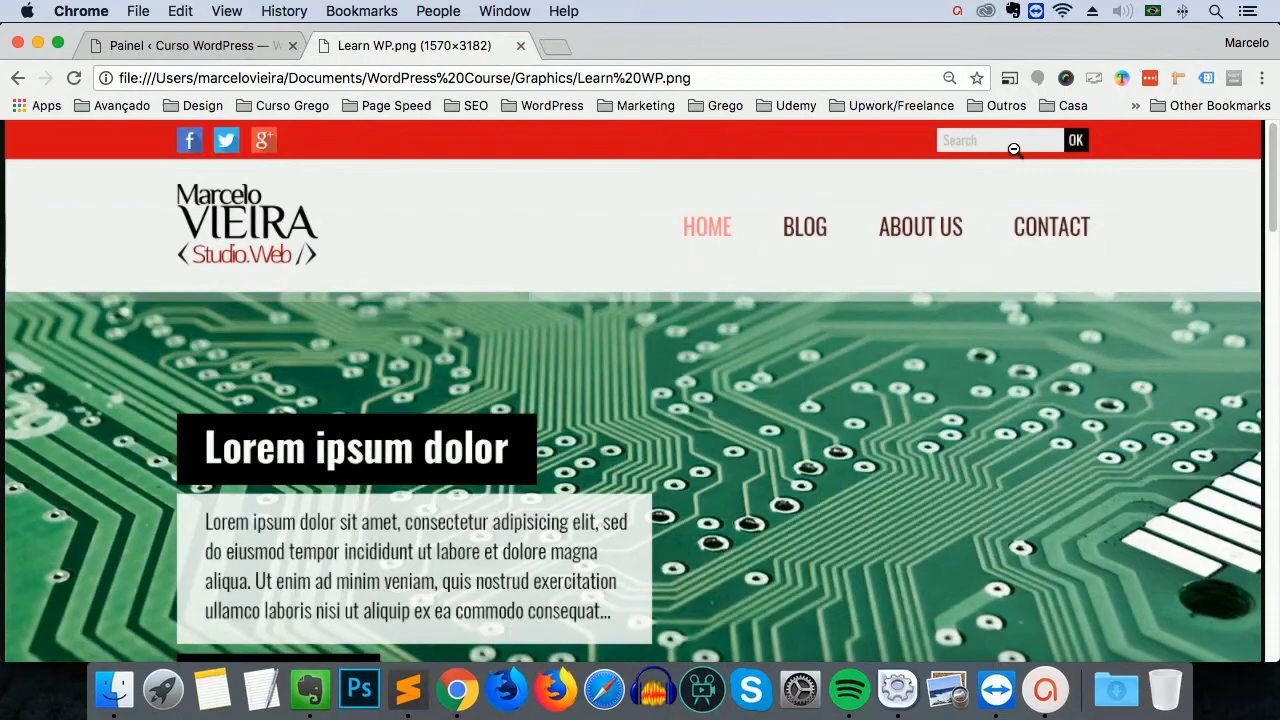 Chrome File Edit View History Bookmarks People Window Help
Painel ‹ Curso WordPress — W
Learn WP.png (1570×3182)
Marcelo
file:///Users/marcelovieira/Documents/WordPress%20Course/Graphics/Learn%20WP.png
Apps Avançado Design Curso Grego Page Speed SEO WordPress Marketing Grego Udemy Upwork/Freelance Outros Casa » Other Bookmarks
f g+ Search OK
Marcelo
VIEIRA
< Studio.Web />
HOME BLOG ABOUT US CONTACT
Lorem ipsum dolor
Lorem ipsum dolor sit amet, consectetur adipisicing elit, sed
do eiusmod tempor incididunt ut labore et dolore magna
aliqua. Ut enim ad minim veniam, quis nostrud exercitation
ullamco laboris nisi ut aliquip ex ea commodo consequat...
Ps